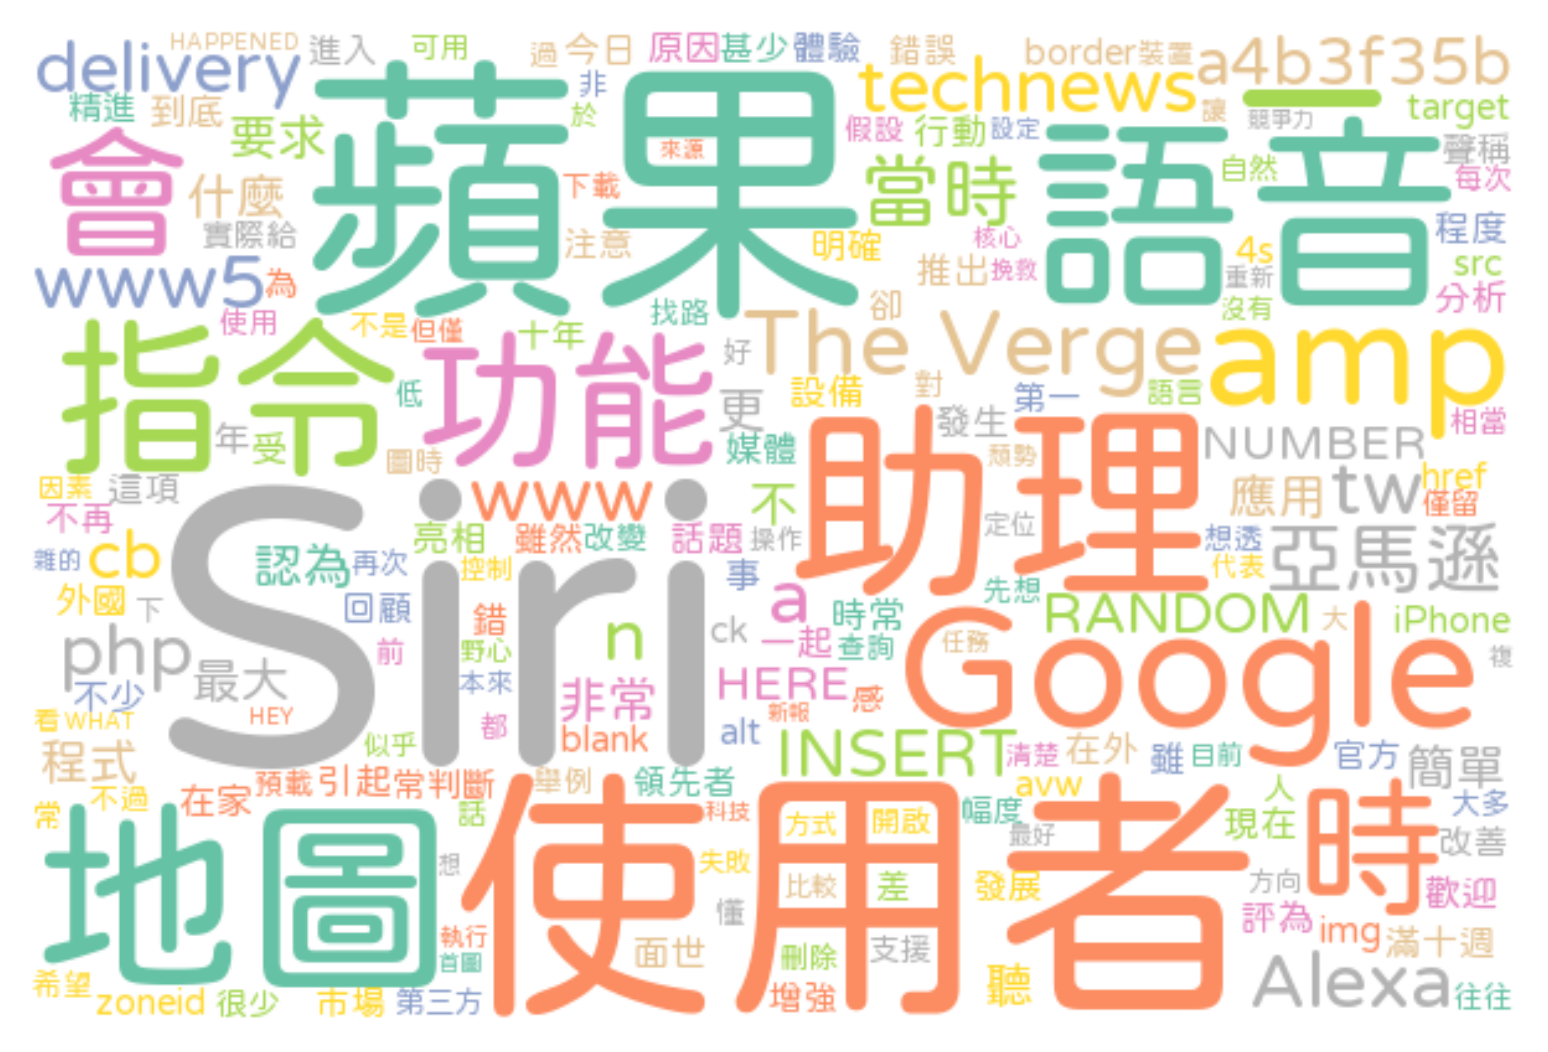 HAPPENED
進入
可用
過
今日
原因
甚少
體驗
錯誤
border
裝置
a4b3f35b
delivery
蘋果
非
technews
一
target
精進
到底
要求
於
來源
假設
行動
設定
讓
競爭力
聲稱
會
什麼
下載
當時
語音
自然
每次
實際給
注意
明確
核心
4s
程度
www5
為
推出
挽救
重新
src
分析
使用
不是
但僅
十年
找路
卻
沒有
指令
功能
好
The Verge
amp
低
更
設備
對
第一
語言
相當
年
受
圖時
媒體
助理
發生
頹勢
NUMBER
href
因素
這項
Siri
www
不
應用
tw
僅留
不再
亮相
雖然
改變
話題
操作
定位
想透
亞馬遜
雜的
cb
認為
再次
控制
事
代表
外國
下
回顧
錯
a
時常
先想
RANDOM
大
iPhone
php
前
野心
n
ck
一起
查詢
任務
Google
複
不少
最大
本來
非常
HERE
感
看
WHAT
HEY
都
新報
似乎
blank
alt
INSERT
清楚
在外
雖
目前
官方
簡單
程式
預載
引起
常
判斷
舉例
領先者
avw
人
常
不過
在家
話
使用者
科技
方式
開啟
幅度
最好
現在
時
大多
地圖
想
失敗
比較
差
發展
方向
改善
歡迎
懂
評為
img
滿十週
執行
首圖
面世
刪除
支援
希望
zoneid
很少
市場
第三方
增強
聽
Alexa
往往